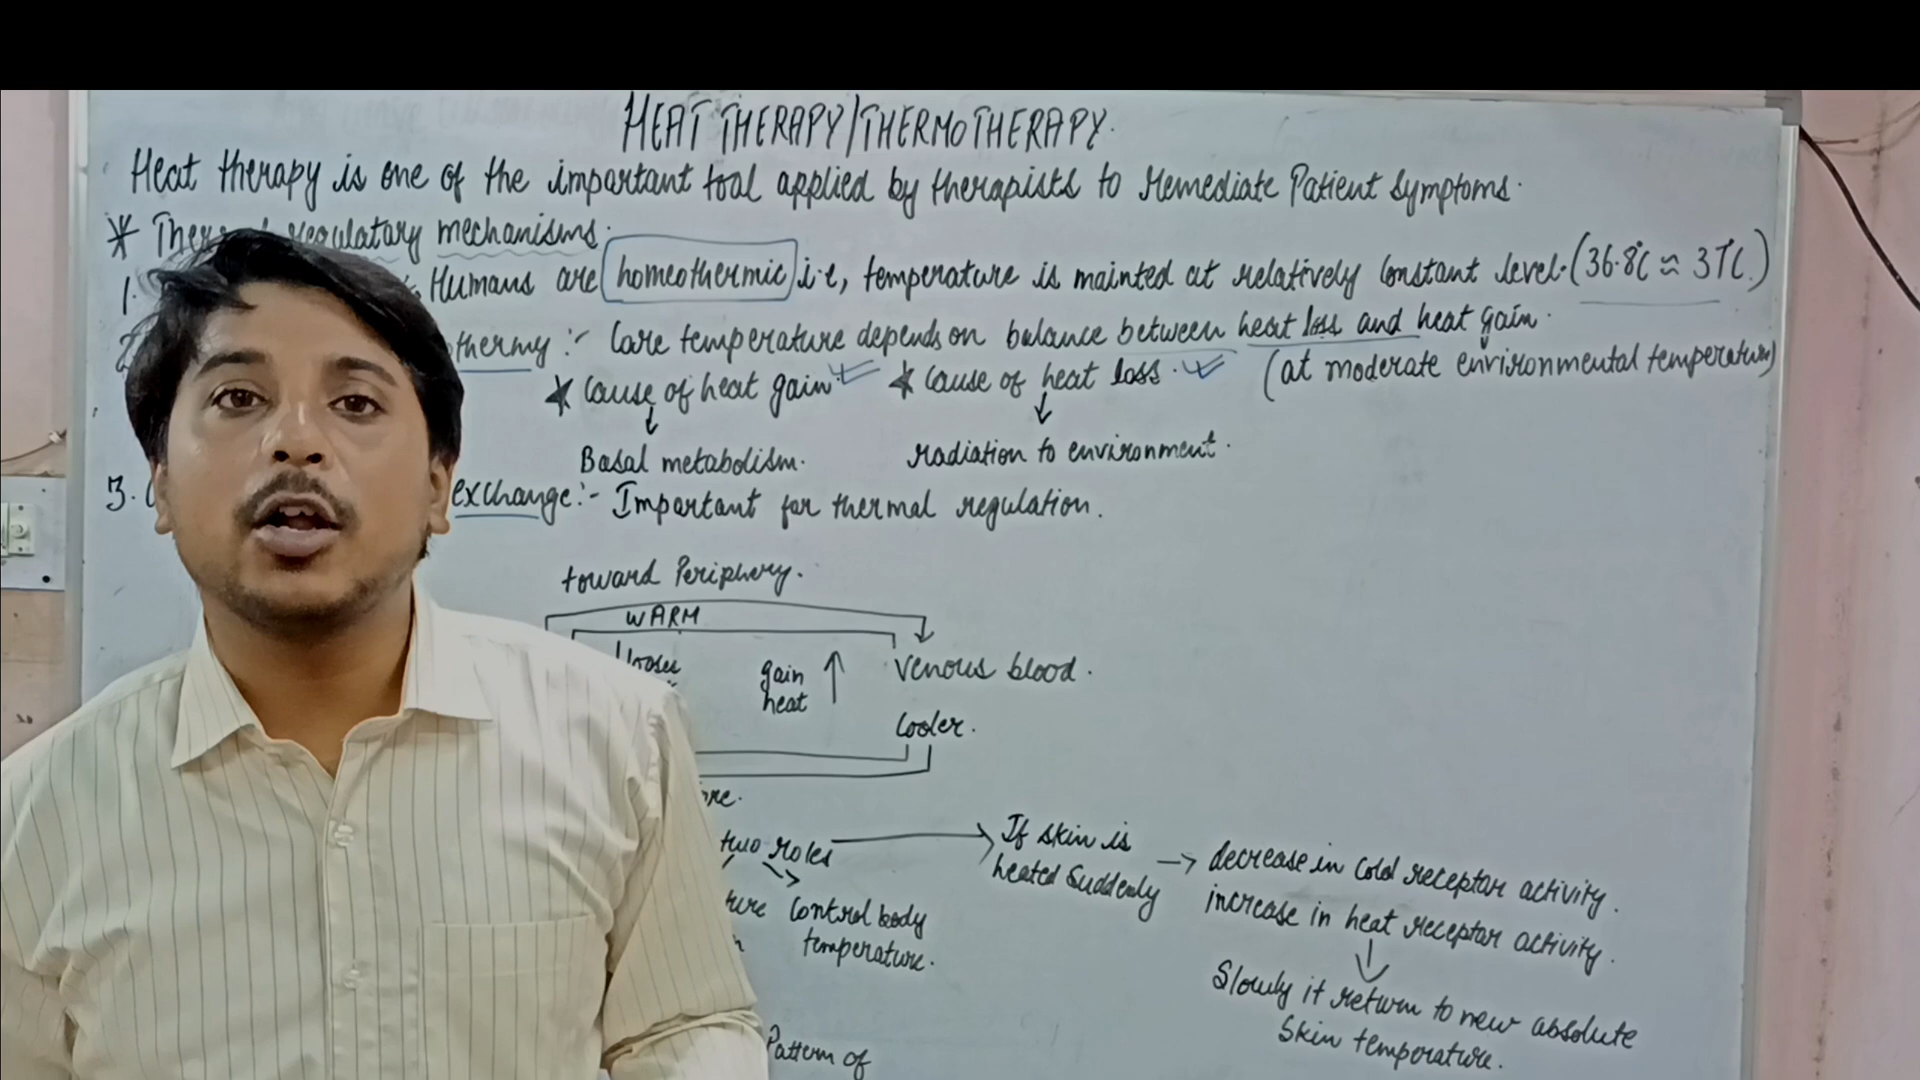 HEAT THERAPY/THERMOTHERAPY.
Heat therapy is one of the important tool applied by therapists to remediate Patient symptoms.
* regulatory mechanisms.
1. Humans are homeothermic i.e, temperature is mainted at relatively constant level. (36.8°C ≈ 37°C.)
thermy:- Core temperature depends on balance between heat loss and heat gain.
(at moderate environmental temperature)
★ Cause of heat gain. ★ Cause of heat loss.
↓ ↓
Basal metabolism. radiation to environment.
3. exchange:- Important for thermal regulation.
toward Periphery.
WARM
gain heat ↑ Venous blood.
Cooler.
two roles → If skin is heated suddenly → decrease in cold receptor activity.
increase in heat receptor activity.
Control body temperature.
↓
Slowly it return to new absolute
skin temperature.
Pattern of